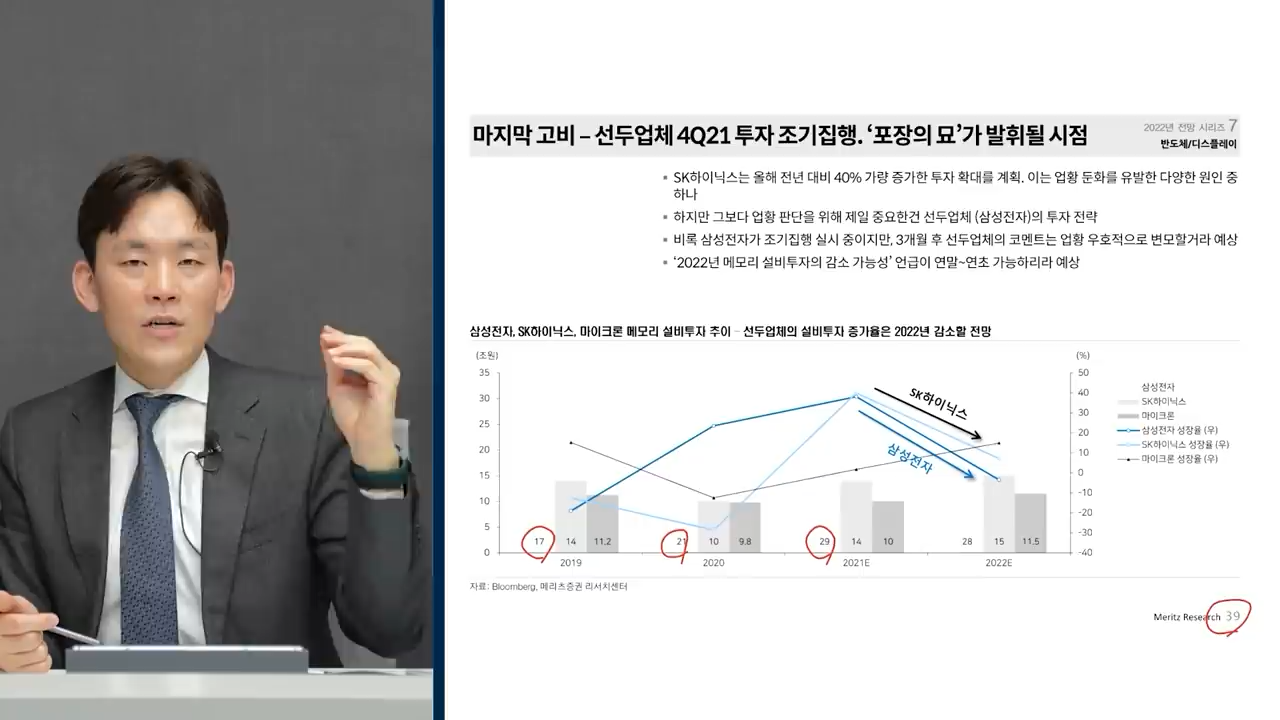 마지막 고비 – 선두업체 4Q21 투자 조기집행. ‘포장의 묘’가 발휘될 시점
2022년 전망 시리즈 7
반도체/디스플레이
▪ SK하이닉스는 올해 전년 대비 40% 가량 증가한 투자 확대를 계획. 이는 업황 둔화를 유발한 다양한 원인 중
하나
▪ 하지만 그보다 업황 판단을 위해 제일 중요한건 선두업체 (삼성전자)의 투자 전략
▪ 비록 삼성전자가 조기집행 실시 중이지만, 3개월 후 선두업체의 코멘트는 업황 우호적으로 변모할거라 예상
▪ ‘2022년 메모리 설비투자의 감소 가능성’ 언급이 연말~연초 가능하리라 예상
삼성전자, SK하이닉스, 마이크론 메모리 설비투자 추이 – 선두업체의 설비투자 증가율은 2022년 감소할 전망
(조원)
(%)
35
30
25
20
15
10
5
0
50
40
30
20
10
0
-10
-20
-30
-40
SK하이닉스
삼성전자
17 14 11.2
21 10 9.8
29 14 10
28 15 11.5
2019 2020 2021E 2022E
삼성전자
SK하이닉스
마이크론
삼성전자 성장율 (우)
SK하이닉스 성장율 (우)
마이크론 성장율 (우)
자료: Bloomberg, 메리츠증권 리서치센터
Meritz Research 39